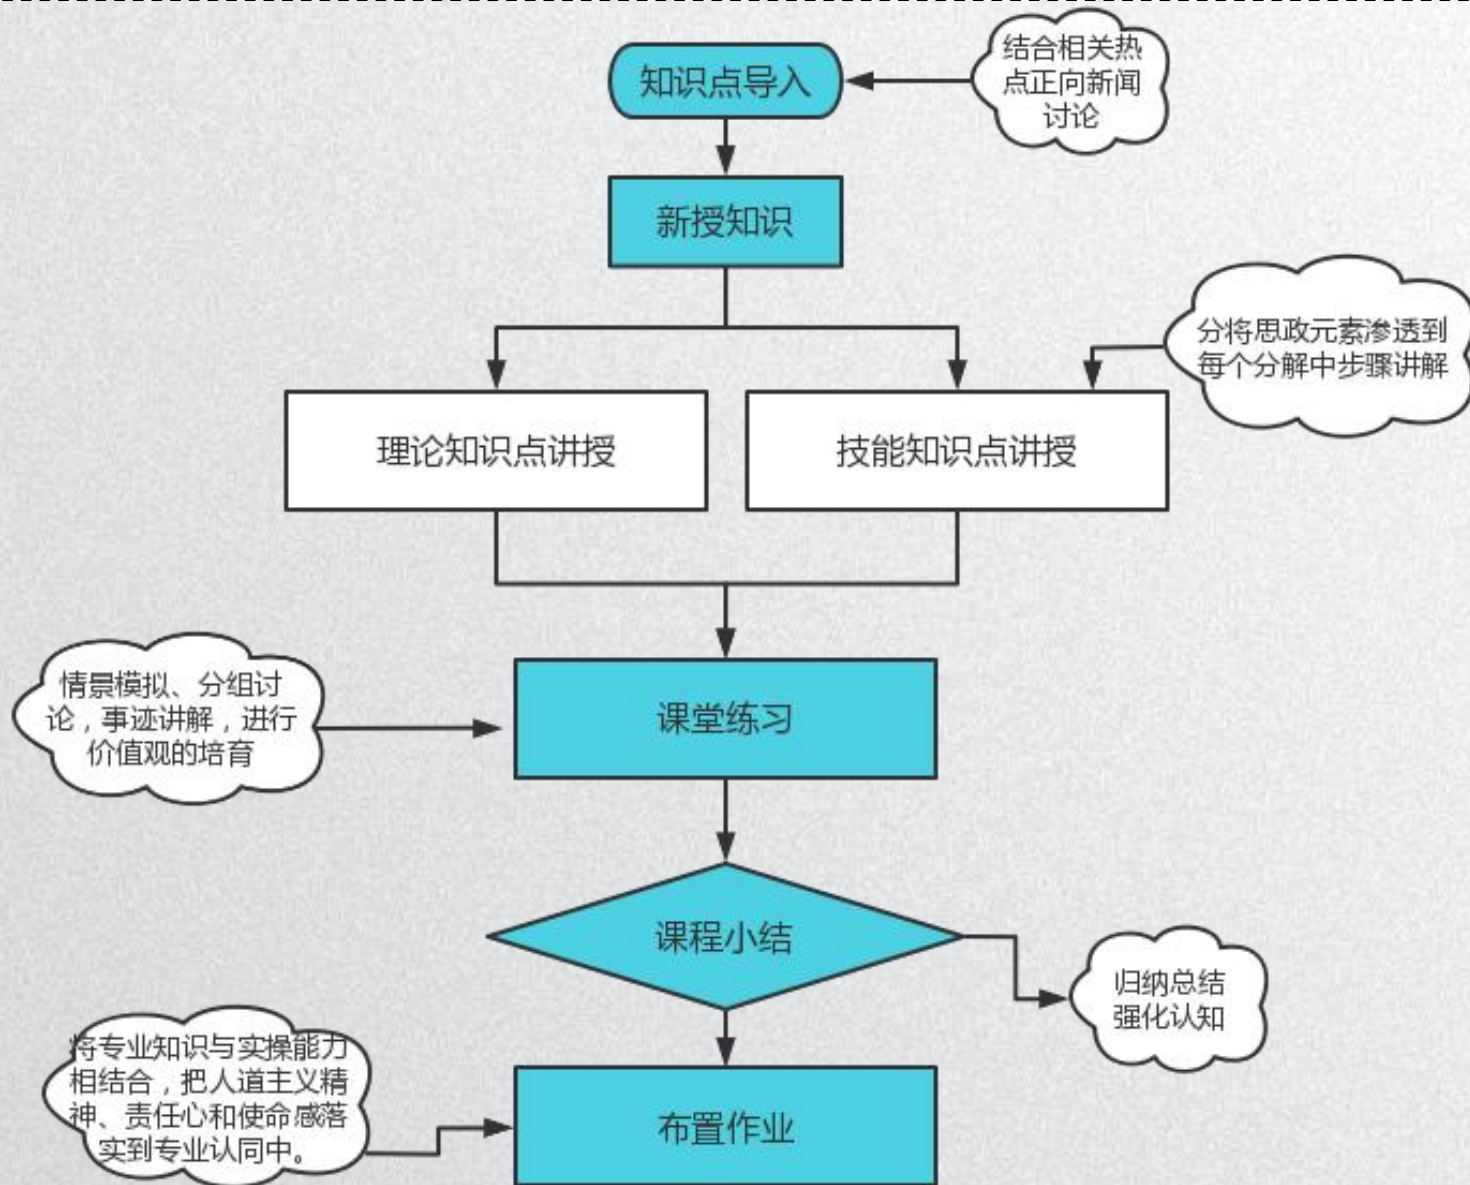 知识点导入
结合相关热
点正向新闻
讨论
新授知识
分将思政元素渗透到
每个分解中步骤讲解
理论知识点讲授
技能知识点讲授
情景模拟、分组讨
论，事迹讲解，进行
价值观的培育
课堂练习
课程小结
归纳总结
强化认知
将专业知识与实操能力
相结合，把人道主义精
神、责任心和使命感落
实到专业认同中。
布置作业